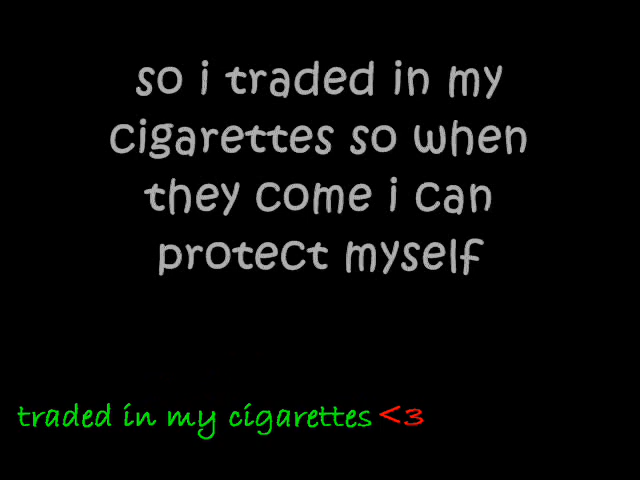 so i traded in my
cigarettes so when
they come i can
protect myself
traded in my cigarettes <3